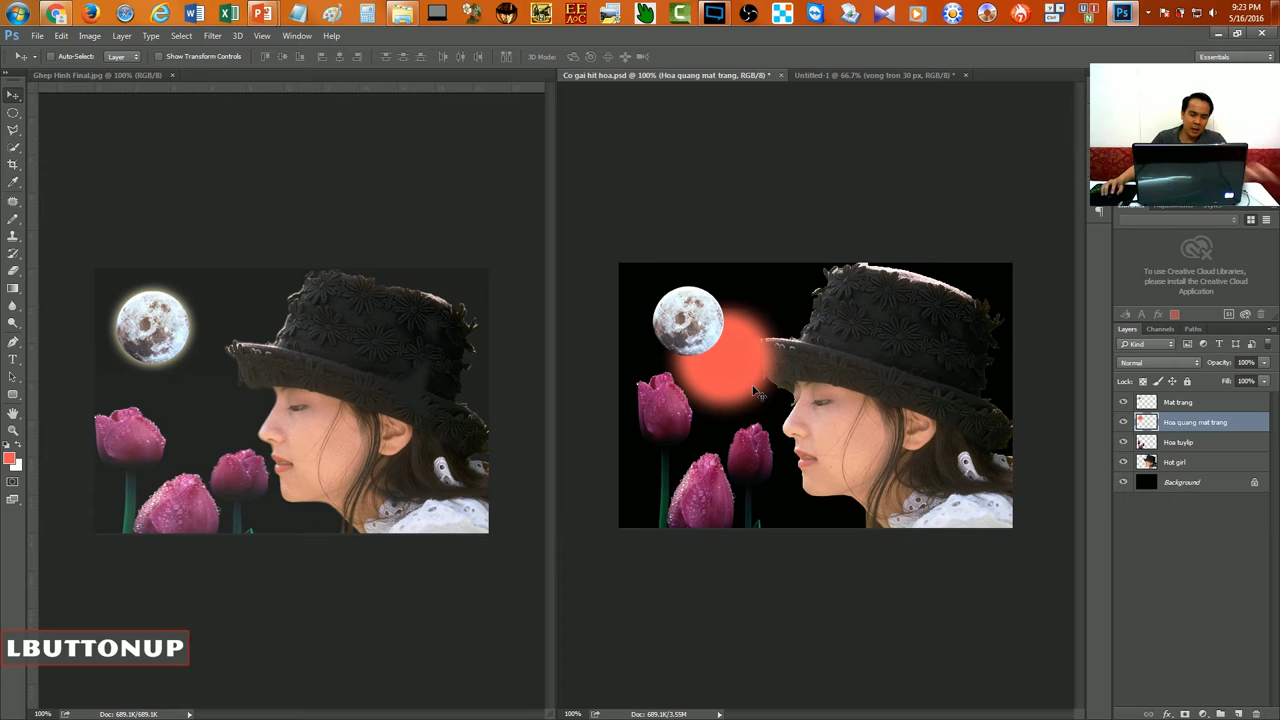 9:23 PM
5/16/2016
Ps File Edit Image Layer Type Select Filter 3D View Window Help
Auto-Select: Layer Show Transform Controls 3D Mode: Essentials
Ghep Hinh Final.jpg @ 100% (RGB/8) ×
Co gai hit hoa.psd @ 100% (Hoa quang mat trang, RGB/8) * ×
Untitled-1 @ 66.7% (vong tron 30 px, RGB/8) * ×
To use Creative Cloud Libraries,
please install the Creative Cloud
Application
Layers Channels Paths
Kind
Normal Opacity: 100%
Lock: Fill: 100%
Mat trang
Hoa quang mat trang
Hoa tuylip
Hot girl
Background
LBUTTONUP
100% Doc: 689.1K/689.1K
100% Doc: 689.1K/3.55M